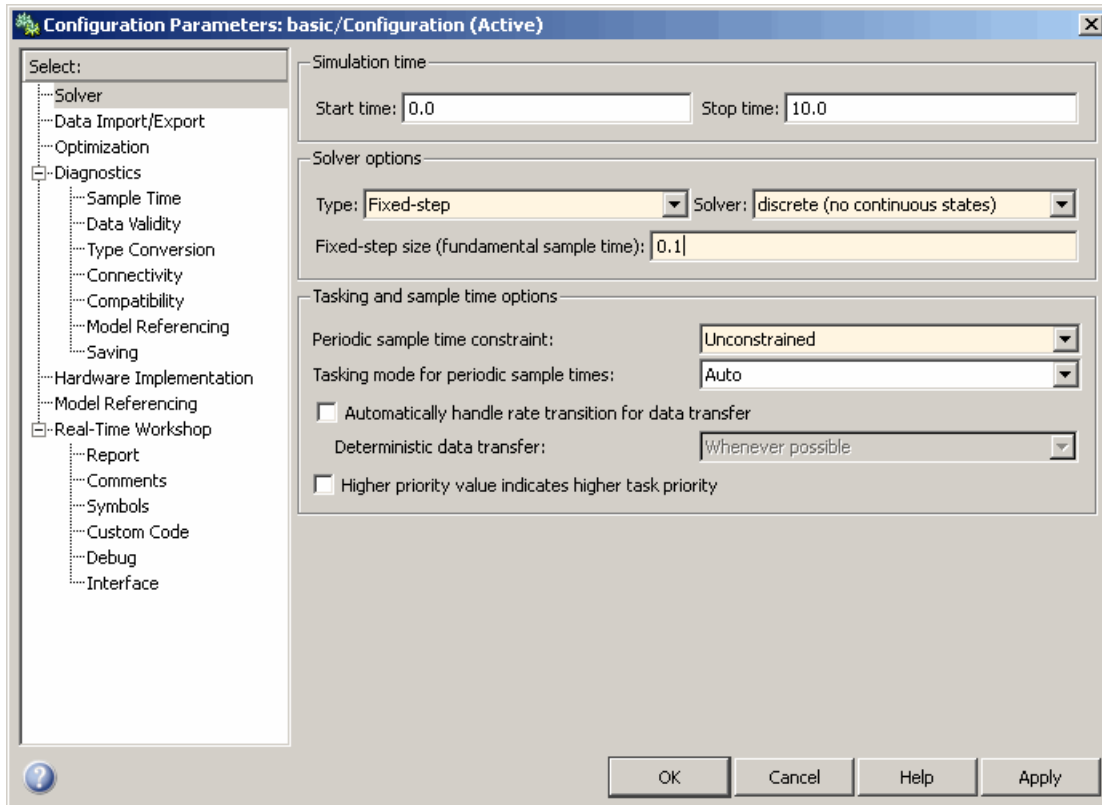 Configuration Parameters: basic/Configuration (Active)
Select:
Solver
Data Import/Export
Optimization
Diagnostics
Sample Time
Data Validity
Type Conversion
Connectivity
Compatibility
Model Referencing
Saving
Hardware Implementation
Model Referencing
Real-Time Workshop
Report
Comments
Symbols
Custom Code
Debug
Interface
Simulation time
Start time: 0.0 Stop time: 10.0
Solver options
Type: Fixed-step Solver: discrete (no continuous states)
Fixed-step size (fundamental sample time): 0.1
Tasking and sample time options
Periodic sample time constraint: Unconstrained
Tasking mode for periodic sample times: Auto
Automatically handle rate transition for data transfer
Deterministic data transfer: Whenever possible
Higher priority value indicates higher task priority
OK Cancel Help Apply